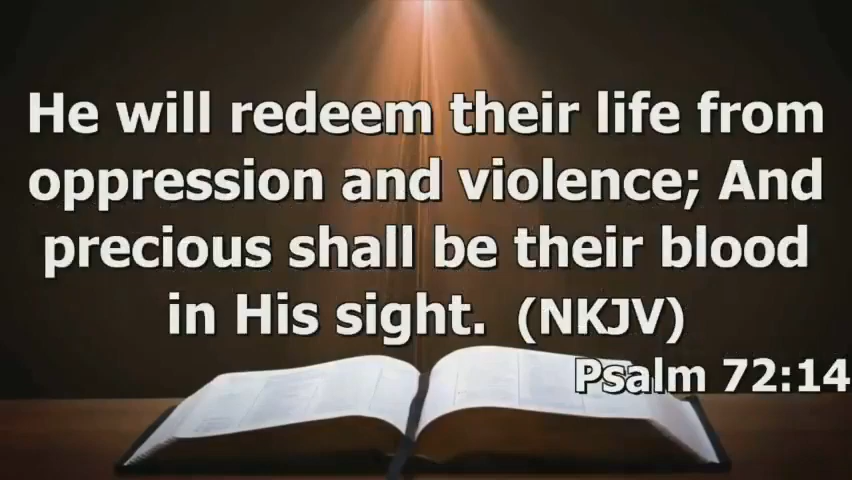 He will redeem their life from
oppression and violence; And
precious shall be their blood
in His sight. (NKJV)
Psalm 72:14